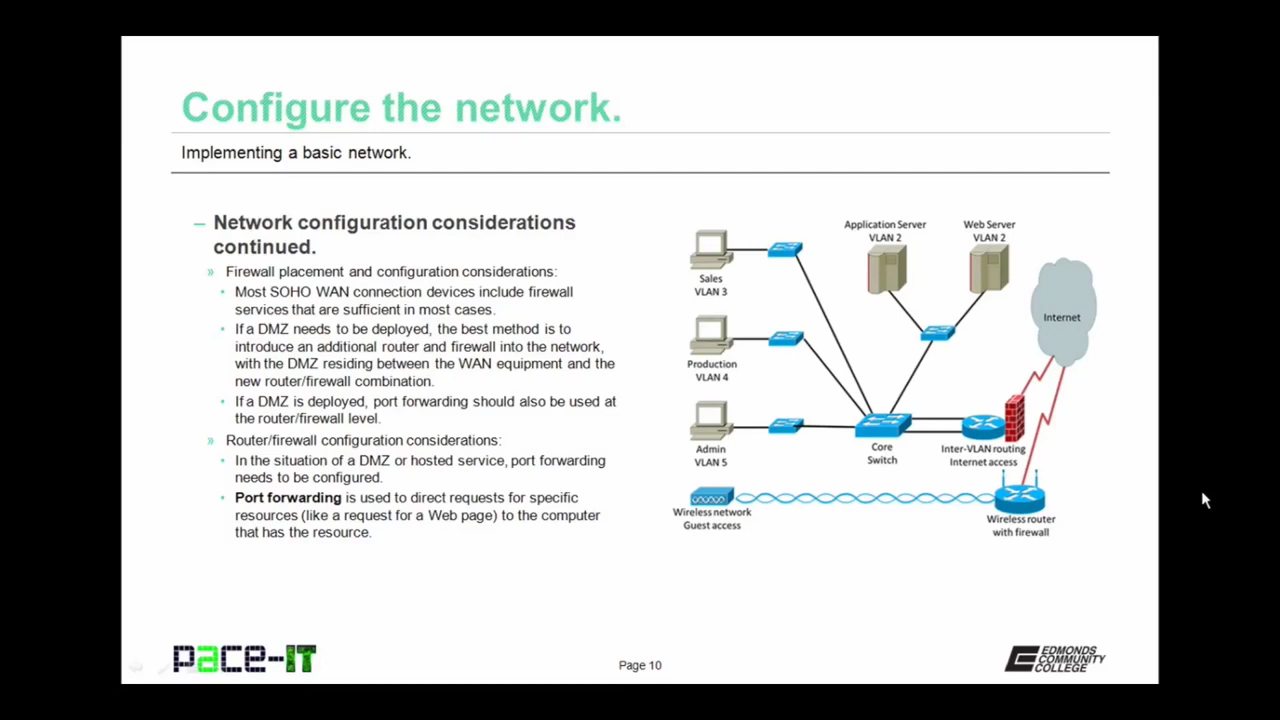 Configure the network.
Implementing a basic network.
– Network configuration considerations
continued.
» Firewall placement and configuration considerations:
• Most SOHO WAN connection devices include firewall
services that are sufficient in most cases.
• If a DMZ needs to be deployed, the best method is to
introduce an additional router and firewall into the network,
with the DMZ residing between the WAN equipment and the
new router/firewall combination.
• If a DMZ is deployed, port forwarding should also be used at
the router/firewall level.
» Router/firewall configuration considerations:
• In the situation of a DMZ or hosted service, port forwarding
needs to be configured.
• Port forwarding is used to direct requests for specific
resources (like a request for a Web page) to the computer
that has the resource.
Application Server
VLAN 2
Web Server
VLAN 2
Sales
VLAN 3
Internet
Production
VLAN 4
Admin
VLAN 5
Core
Switch
Inter-VLAN routing
Internet access
Wireless network
Guest access
Wireless router
with firewall
pace-IT
Page 10
EDMONDS
COMMUNITY
COLLEGE